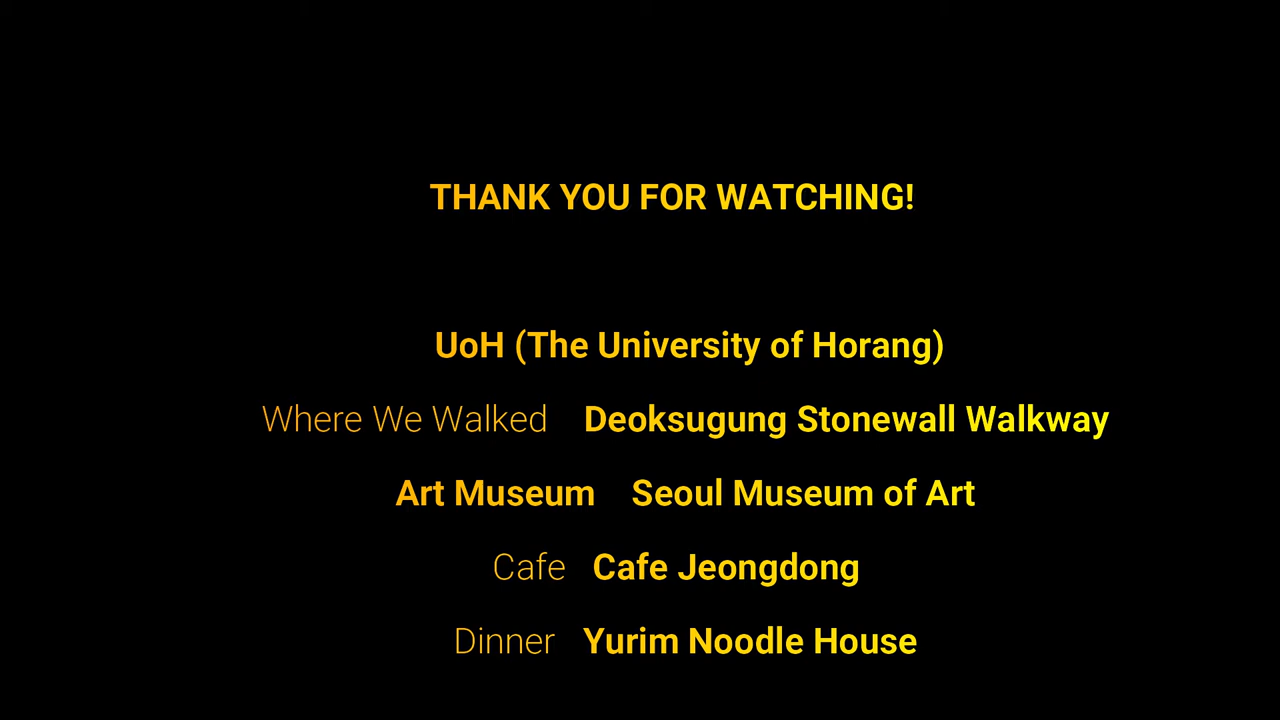 THANK YOU FOR WATCHING!
UoH (The University of Horang)
Where We Walked Deoksugung Stonewall Walkway
Art Museum Seoul Museum of Art
Cafe Cafe Jeongdong
Dinner Yurim Noodle House